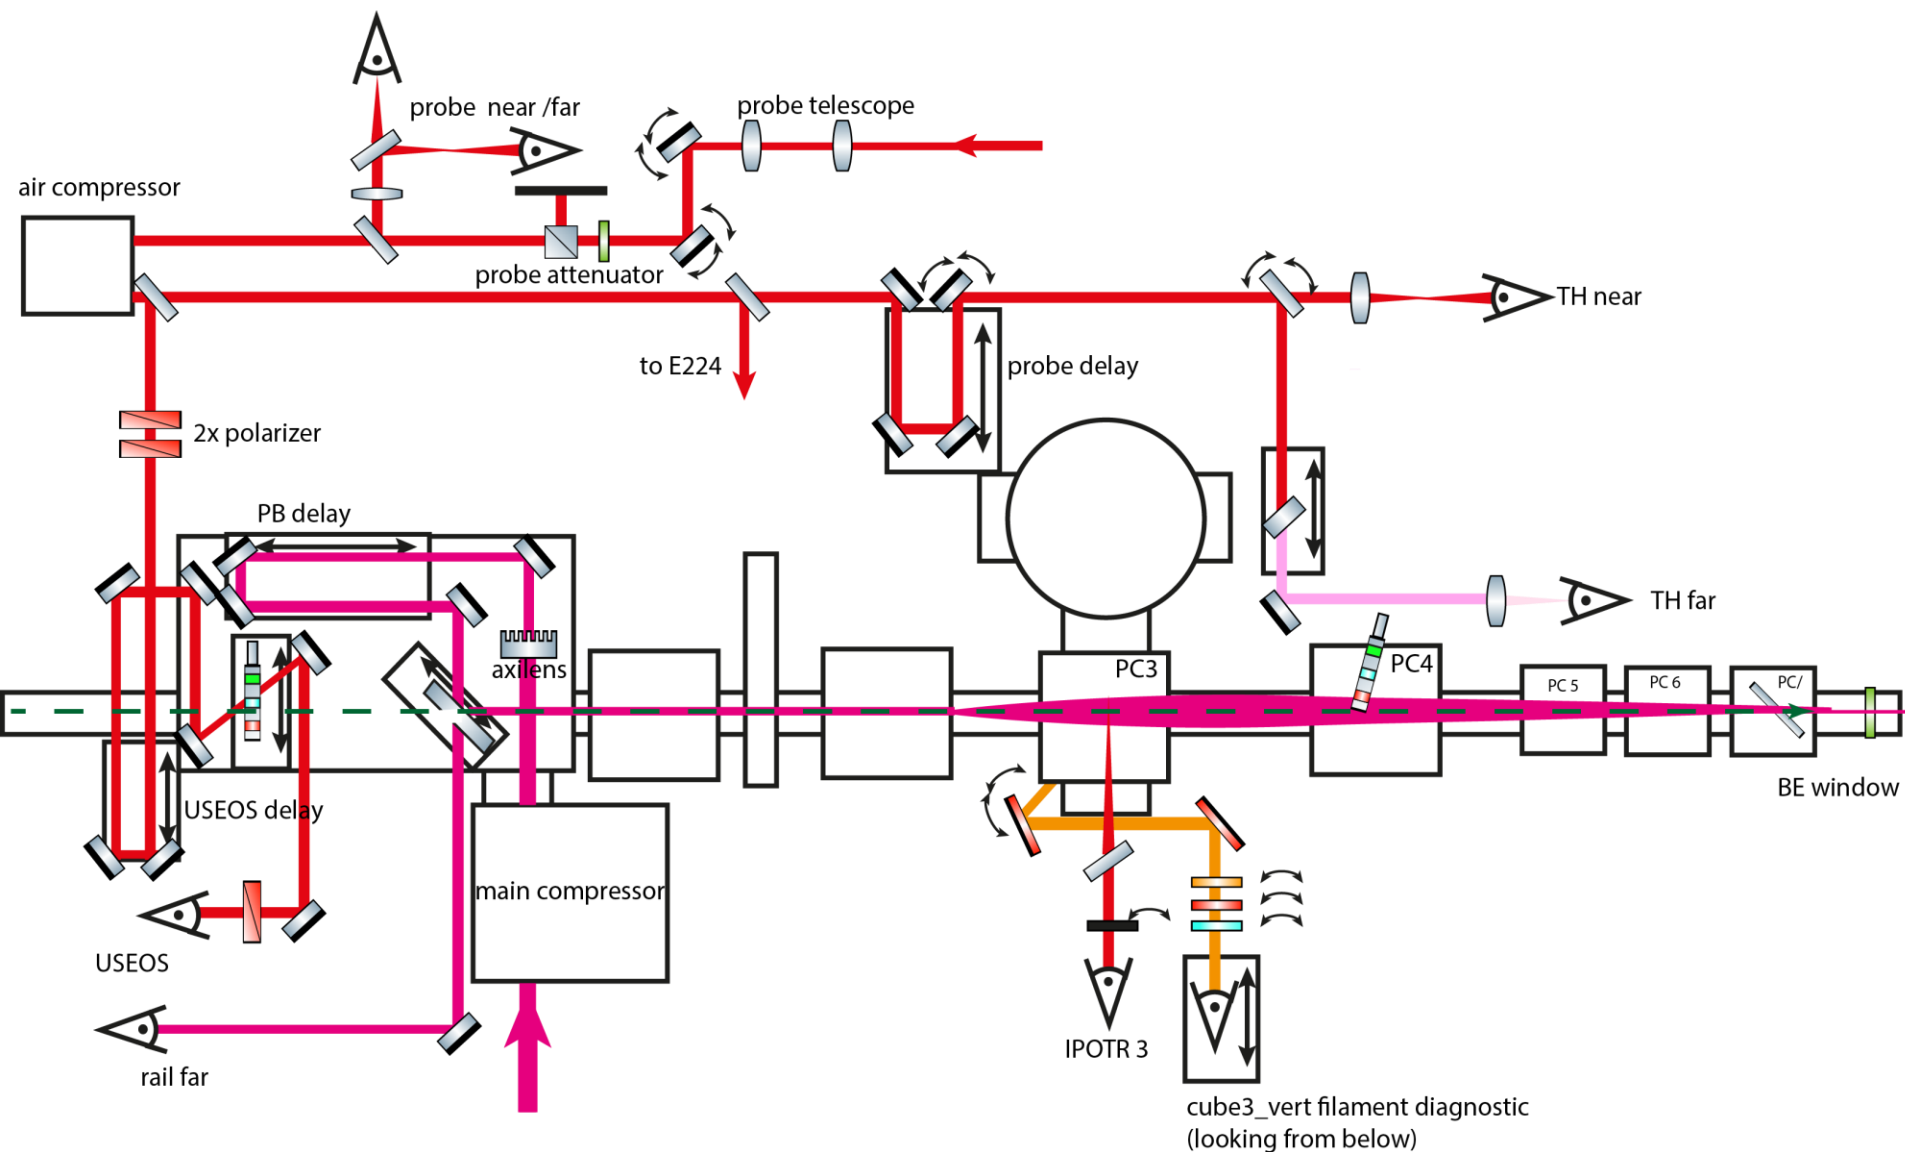 probe  near /far
probe telescope
air compressor
probe attenuator
TH near
to E224
probe delay
2x polarizer
PB delay
TH far
axilens
PC3
PC4
PC 5
PC 6
PC/
BE window
USEOS delay
main compressor
USEOS
IPOTR 3
rail far
cube3_vert filament diagnostic
(looking from below)